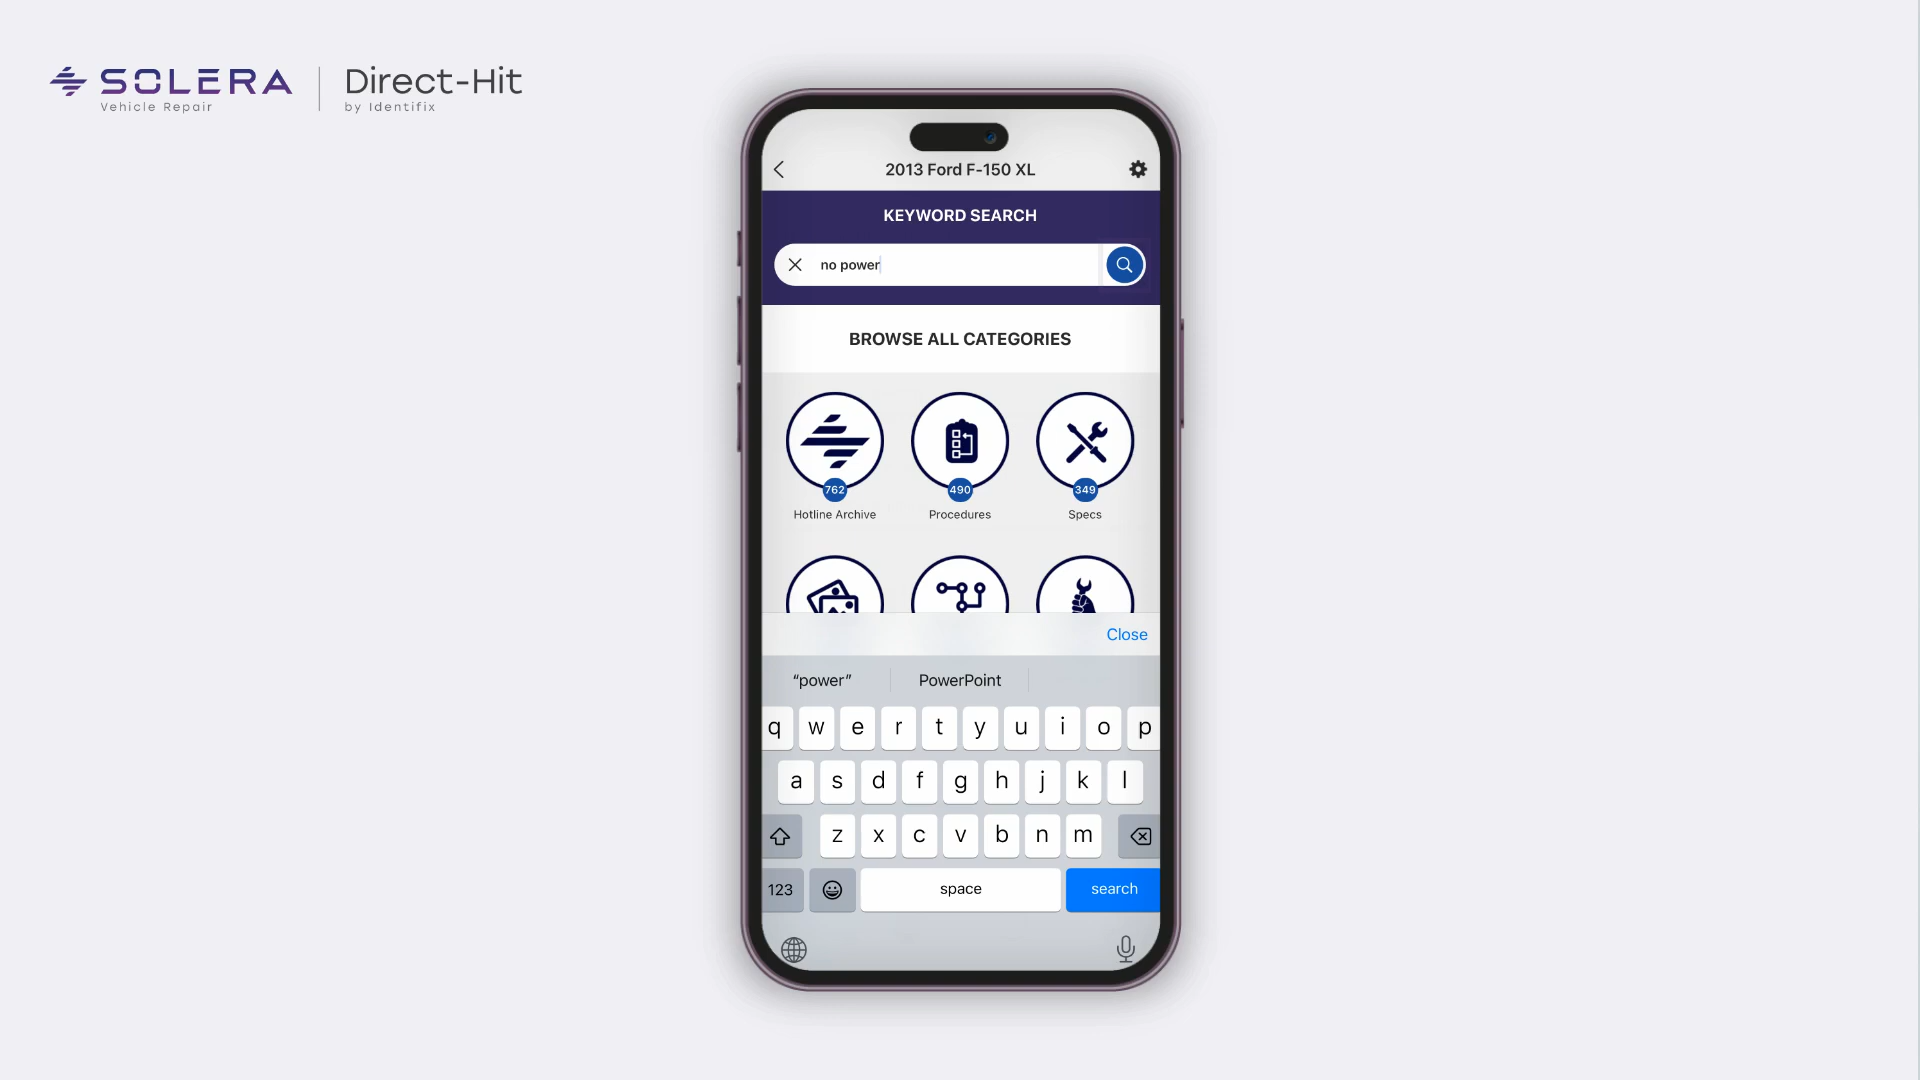 SOLERA
Vehicle Repair
Direct-Hit
by Identifix
2013 Ford F-150 XL
KEYWORD SEARCH
no power
BROWSE ALL CATEGORIES
762
490
349
Hotline Archive
Procedures
Specs
Close
“power”
PowerPoint
q w e r t y u i o p
a s d f g h j k l
z x c v b n m
123
space
search